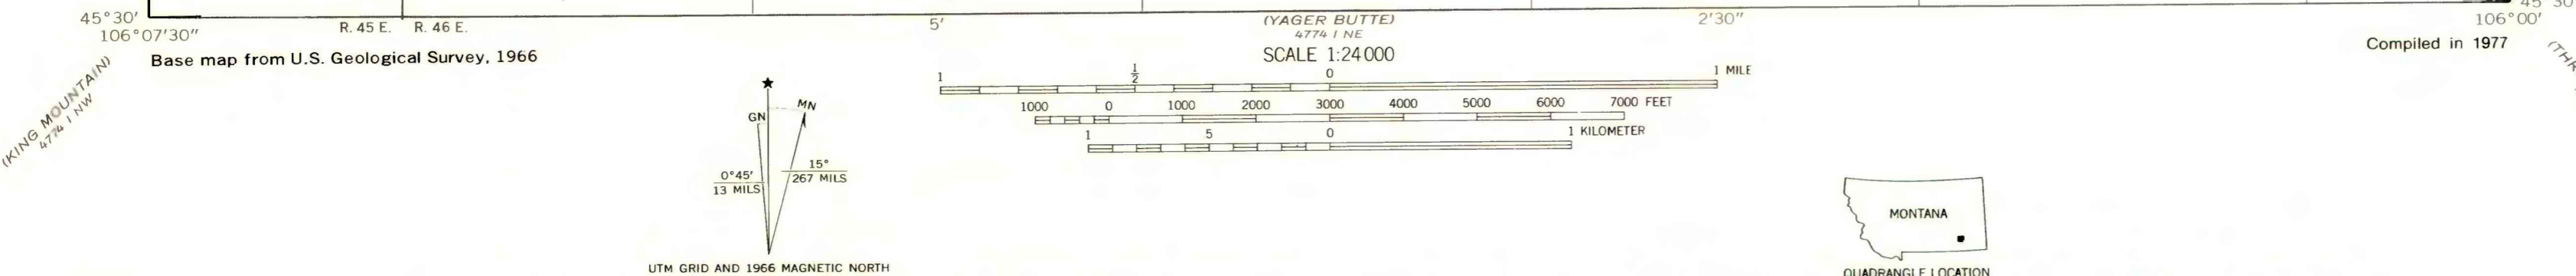 45°30'
106°07'30"
R. 45 E. R. 46 E.
5'
(YAGER BUTTE)
4774 I NE
2'30"
45 30
106°00'
Base map from U.S. Geological Survey, 1966
SCALE 1:24 000
Compiled in 1977
(KING MOUNTAIN)
4774 I NW
(THR
1 1/2 0 1 MILE
1000 0 1000 2000 3000 4000 5000 6000 7000 FEET
1 5 0 1 KILOMETER
★
GN
MN
0°45'
13 MILS
15°
267 MILS
UTM GRID AND 1966 MAGNETIC NORTH
MONTANA
QUADRANGLE LOCATION